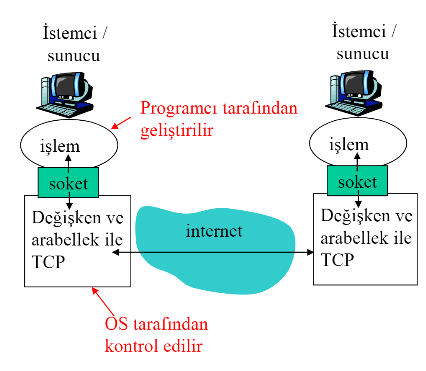 İstemci /
sunucu
İstemci /
sunucu
Programcı tarafından
geliştirilir
işlem
işlem
soket
soket
Değişken ve
arabellek ile
TCP
internet
Değişken ve
arabellek ile
TCP
OS tarafından
kontrol edilir